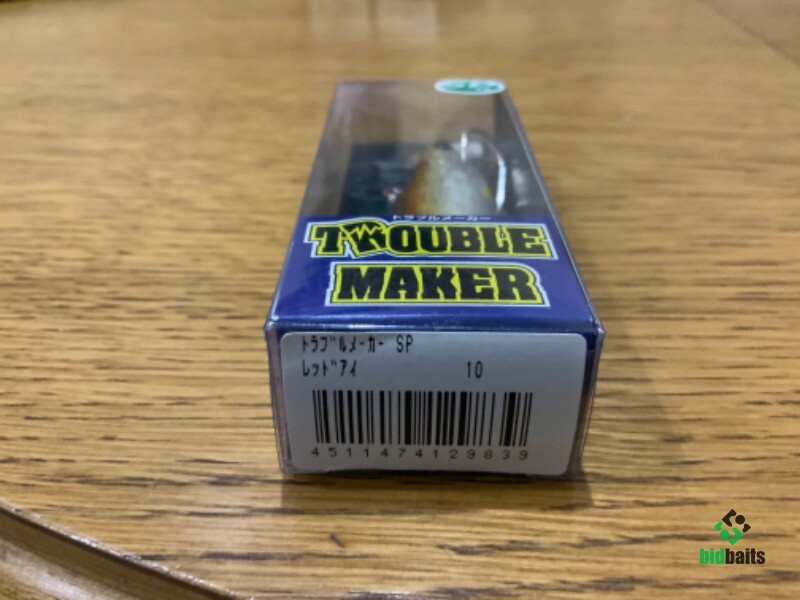 トラブルメーカー
TROUBLE
MAKER
ﾄﾗﾌﾞﾙﾒｰｶｰ SP
ﾚｯﾄﾞｱｲ 10
4511474129839
bidbaits